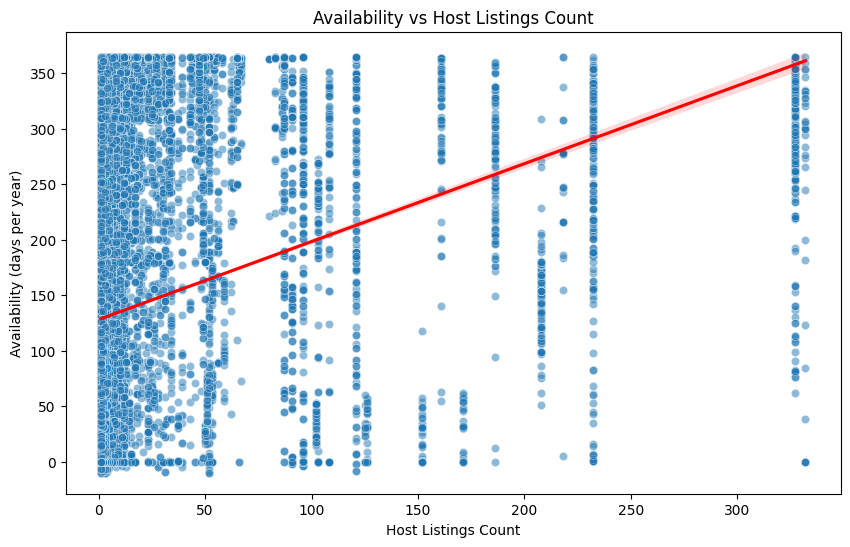 Availability vs Host Listings Count
Availability (days per year)
350
300
250
200
150
100
50
0
0 50 100 150 200 250 300
Host Listings Count